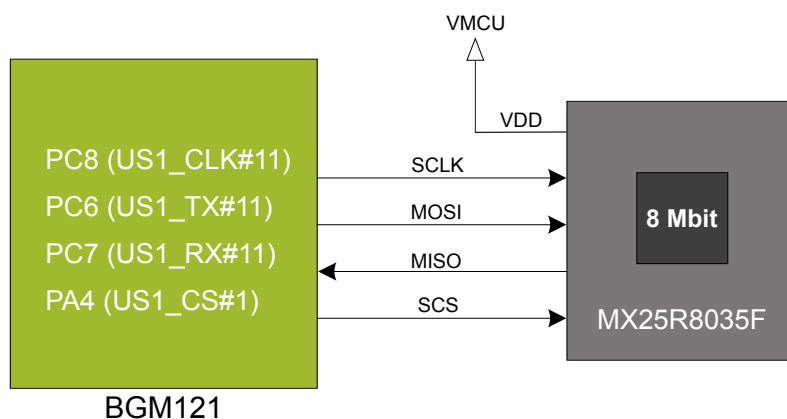 VMCU
VDD
PC8 (US1_CLK#11)
SCLK
PC6 (US1_TX#11)
MOSI
8 Mbit
PC7 (US1_RX#11)
MISO
PA4 (US1_CS#1)
SCS
MX25R8035F
BGM121